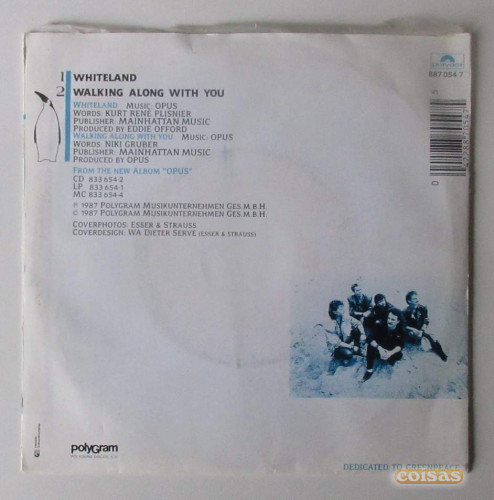 1 WHITELAND
2 WALKING ALONG WITH YOU
WHITELAND MUSIC: OPUS
WORDS: KURT RENÉ PLISNIER
PUBLISHER: MAINHATTAN MUSIC
PRODUCED BY EDDIE OFFORD
WALKING ALONG WITH YOU MUSIC: OPUS
WORDS: NIKI GRUBER
PUBLISHER: MAINHATTAN MUSIC
PRODUCED BY OPUS
FROM THE NEW ALBUM "OPUS"
CD 833 654-2
LP 833 654-1
MC 833 654-4
℗ 1987 POLYGRAM MUSIKUNTERNEHMEN GES.M.B.H.
© 1987 POLYGRAM MUSIKUNTERNEHMEN GES.M.B.H.
COVERPHOTOS: ESSER & STRAUSS
COVERDESIGN: WA DIETER SERVE (ESSER & STRAUSS)
887 054-7
polyGram
DEDICATED TO GREENPEACE
coisas